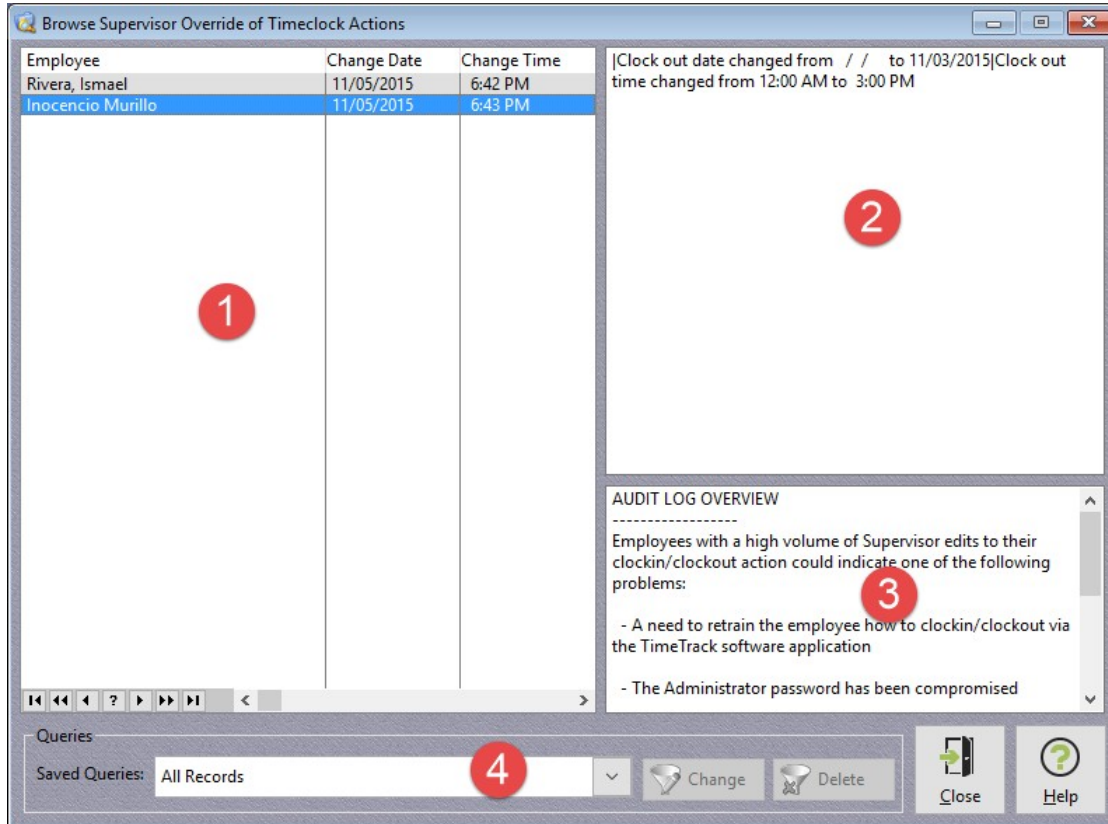 Browse Supervisor Override of Timeclock Actions
Employee Change Date Change Time
Rivera, Ismael 11/05/2015 6:42 PM
Inocencio Murillo 11/05/2015 6:43 PM
1
|Clock out date changed from / / to 11/03/2015|Clock out
time changed from 12:00 AM to 3:00 PM
2
AUDIT LOG OVERVIEW
------------------
Employees with a high volume of Supervisor edits to their
clockin/clockout action could indicate one of the following
problems:
3
- A need to retrain the employee how to clockin/clockout via
the TimeTrack software application
- The Administrator password has been compromised
?
Queries
Saved Queries: All Records
4
Change
Delete
Close
?
Help